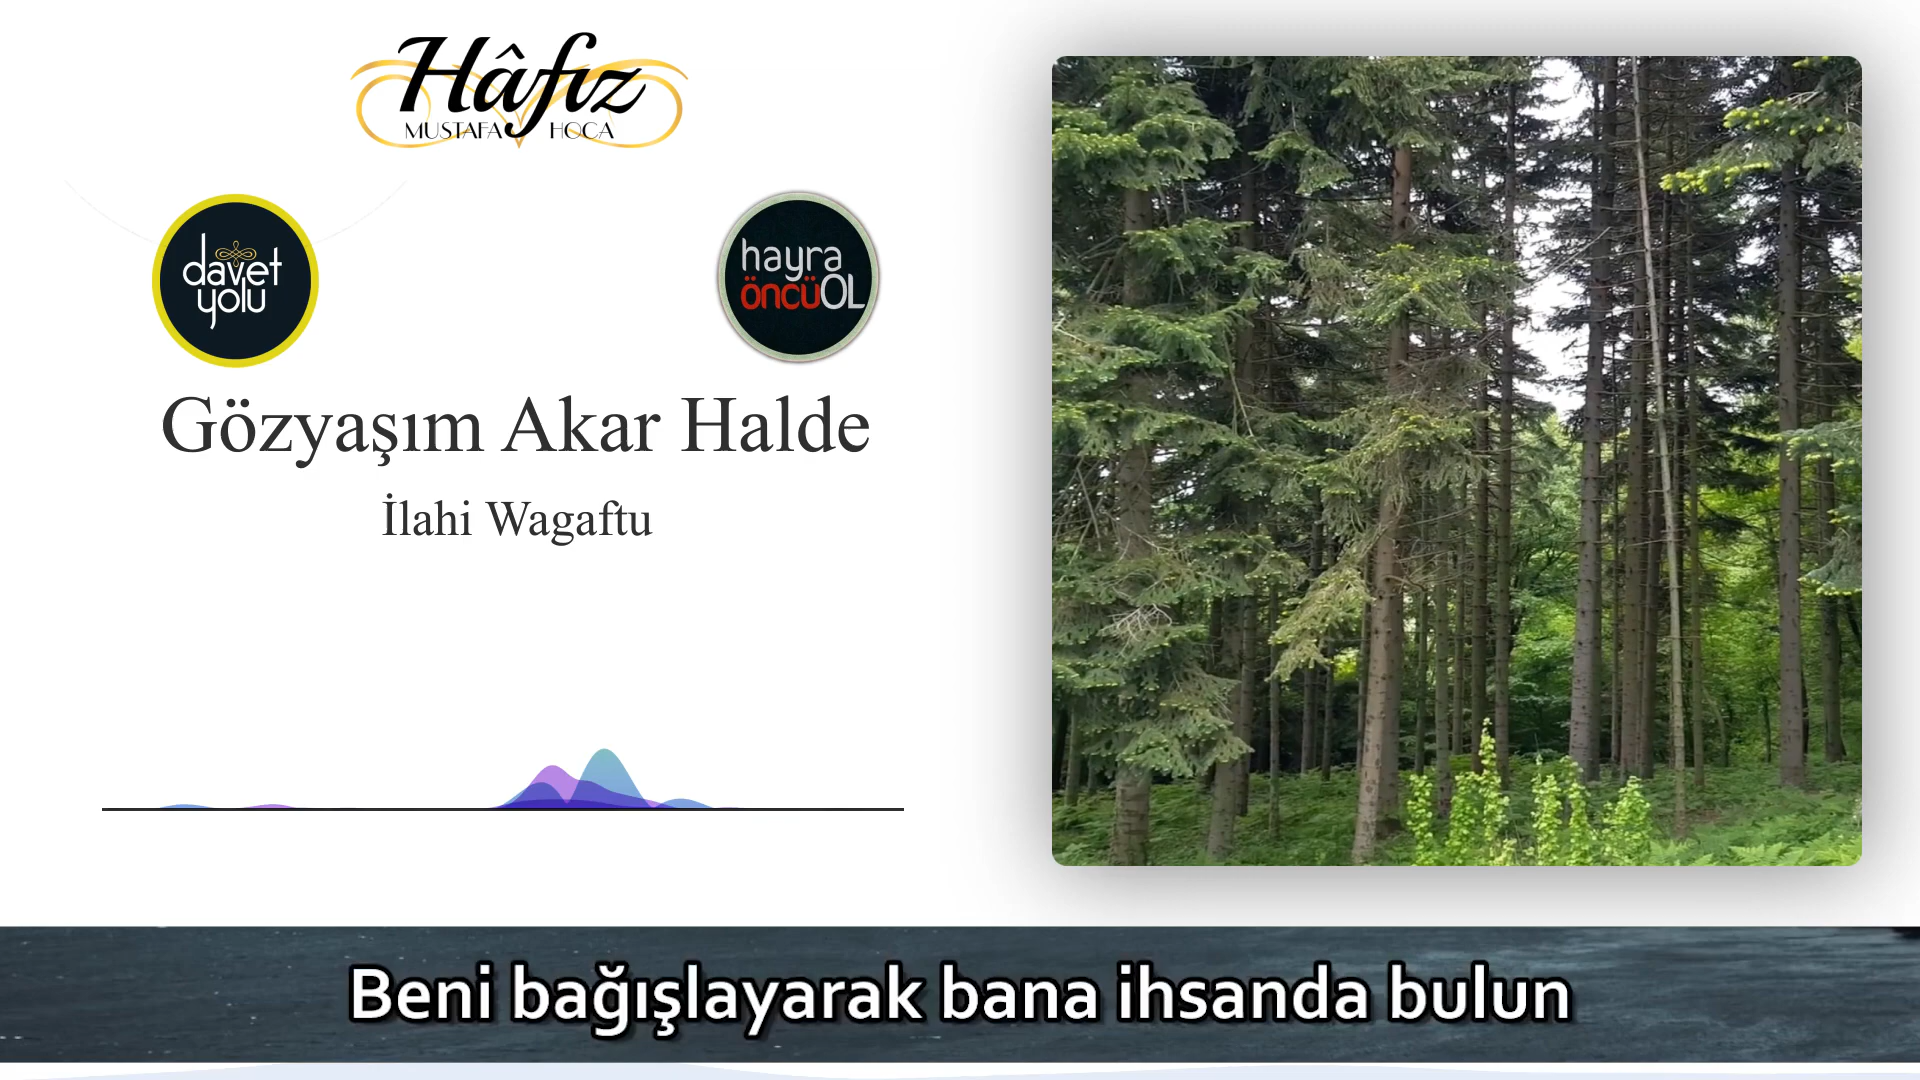 Hâfız
MUSTAFA HOCA
davet
yolu
hayra
öncüOL
Gözyaşım Akar Halde
İlahi Wagaftu
Beni bağışlayarak bana ihsanda bulun